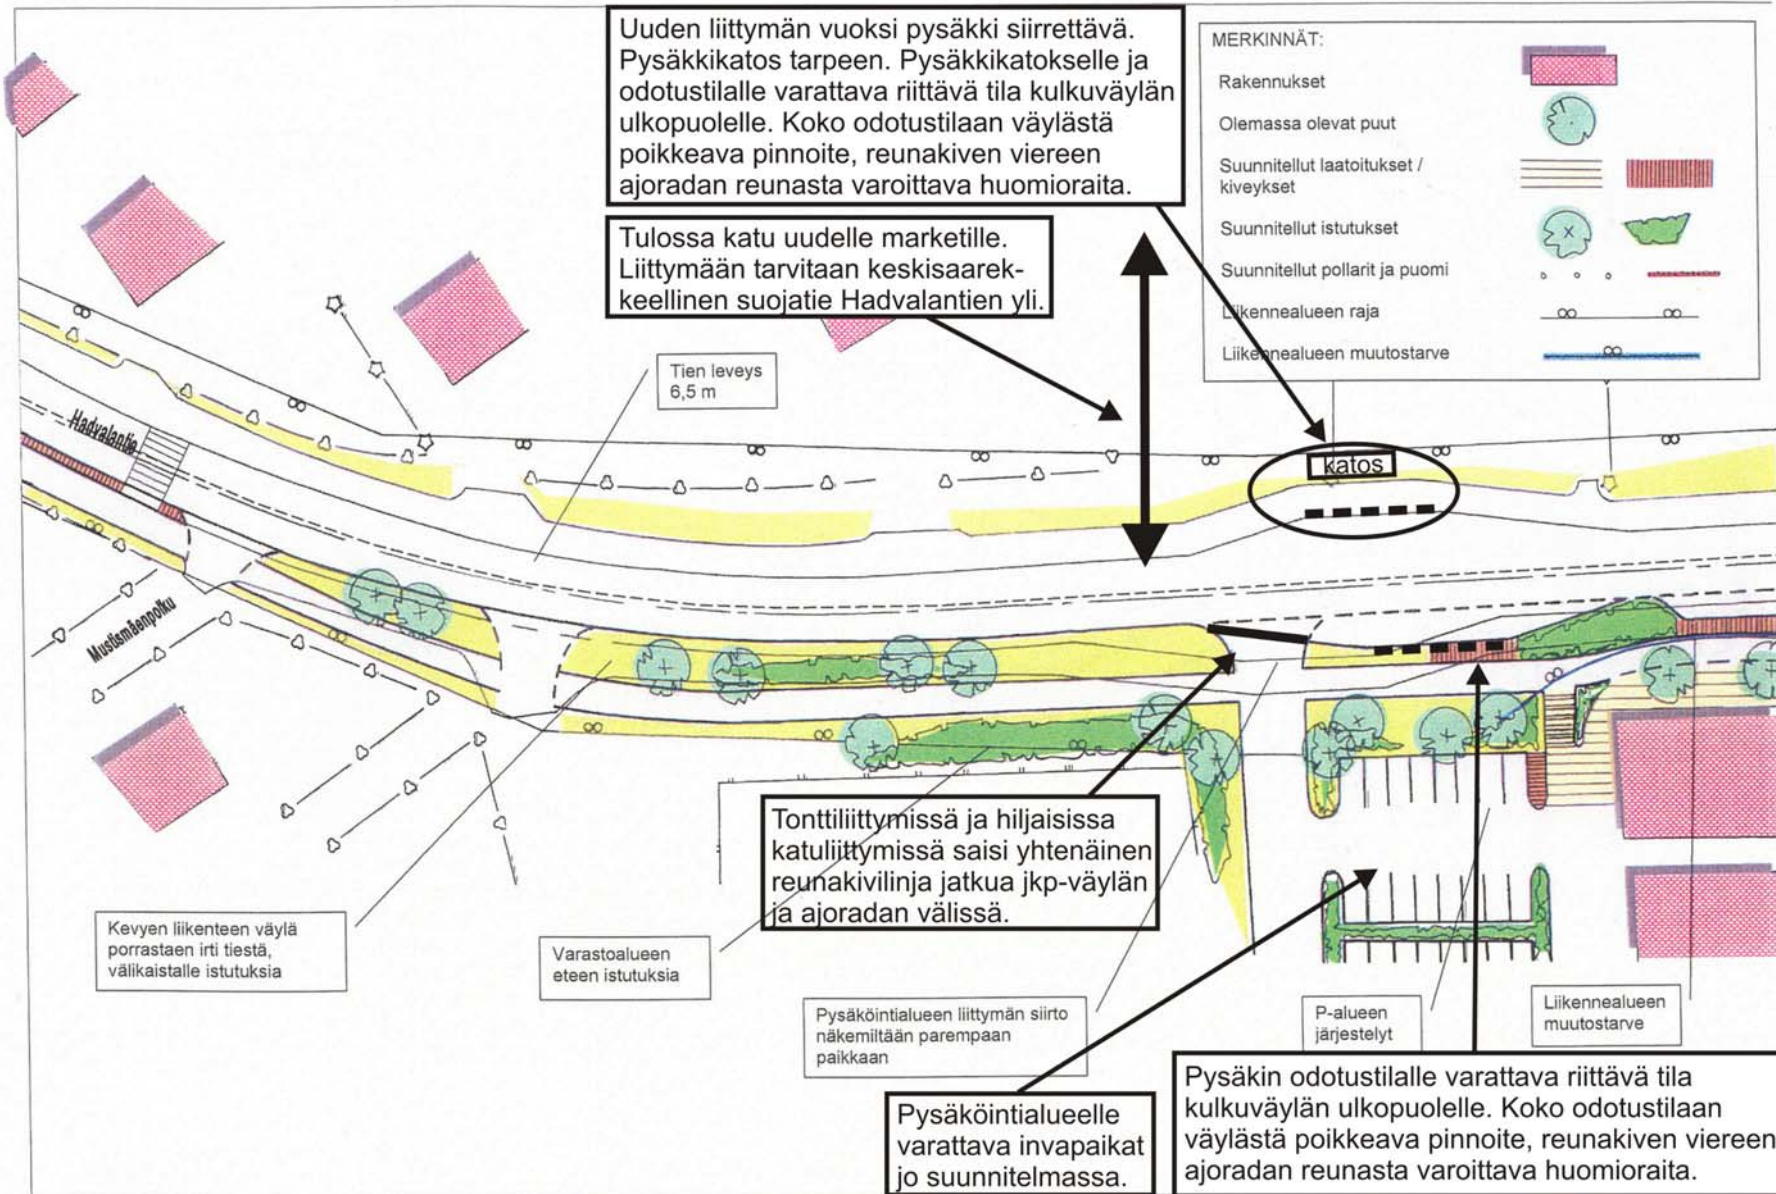 Uuden liittymän vuoksi pysäkki siirrettävä.
Pysäkkikatos tarpeen. Pysäkkikatokselle ja
odotustilalle varattava riittävä tila kulkuväylän
ulkopuolelle. Koko odotustilaan väylästä
poikkeava pinnoite, reunakiven viereen
ajoradan reunasta varoittava huomioraita.
MERKINNÄT:
Rakennukset
Olemassa olevat puut
Suunnitellut laatoitukset /
kiveykset
Suunnitellut istutukset
Suunnitellut pollarit ja puomi
Liikennealueen raja
Liikennealueen muutostarve
Tulossa katu uudelle marketille.
Liittymään tarvitaan keskisaarek-
keellinen suojatie Hadvalantien yli.
Tien leveys
6,5 m
Hadvalantie
katos
Mustismäenpolku
Tonttiliittymissä ja hiljaisissa
katuliittymissä saisi yhtenäinen
reunakivilinja jatkua jkp-väylän
ja ajoradan välissä.
Kevyen liikenteen väylä
porrastaen irti tiestä,
välikaistalle istutuksia
Varastoalueen
eteen istutuksia
Pysäköintialueen liittymän siirto
näkemiltään parempaan
paikkaan
P-alueen
järjestelyt
Liikennealueen
muutostarve
Pysäköintialueelle
varattava invapaikat
jo suunnitelmassa.
Pysäkin odotustilalle varattava riittävä tila
kulkuväylän ulkopuolelle. Koko odotustilaan
väylästä poikkeava pinnoite, reunakiven viereen
ajoradan reunasta varoittava huomioraita.